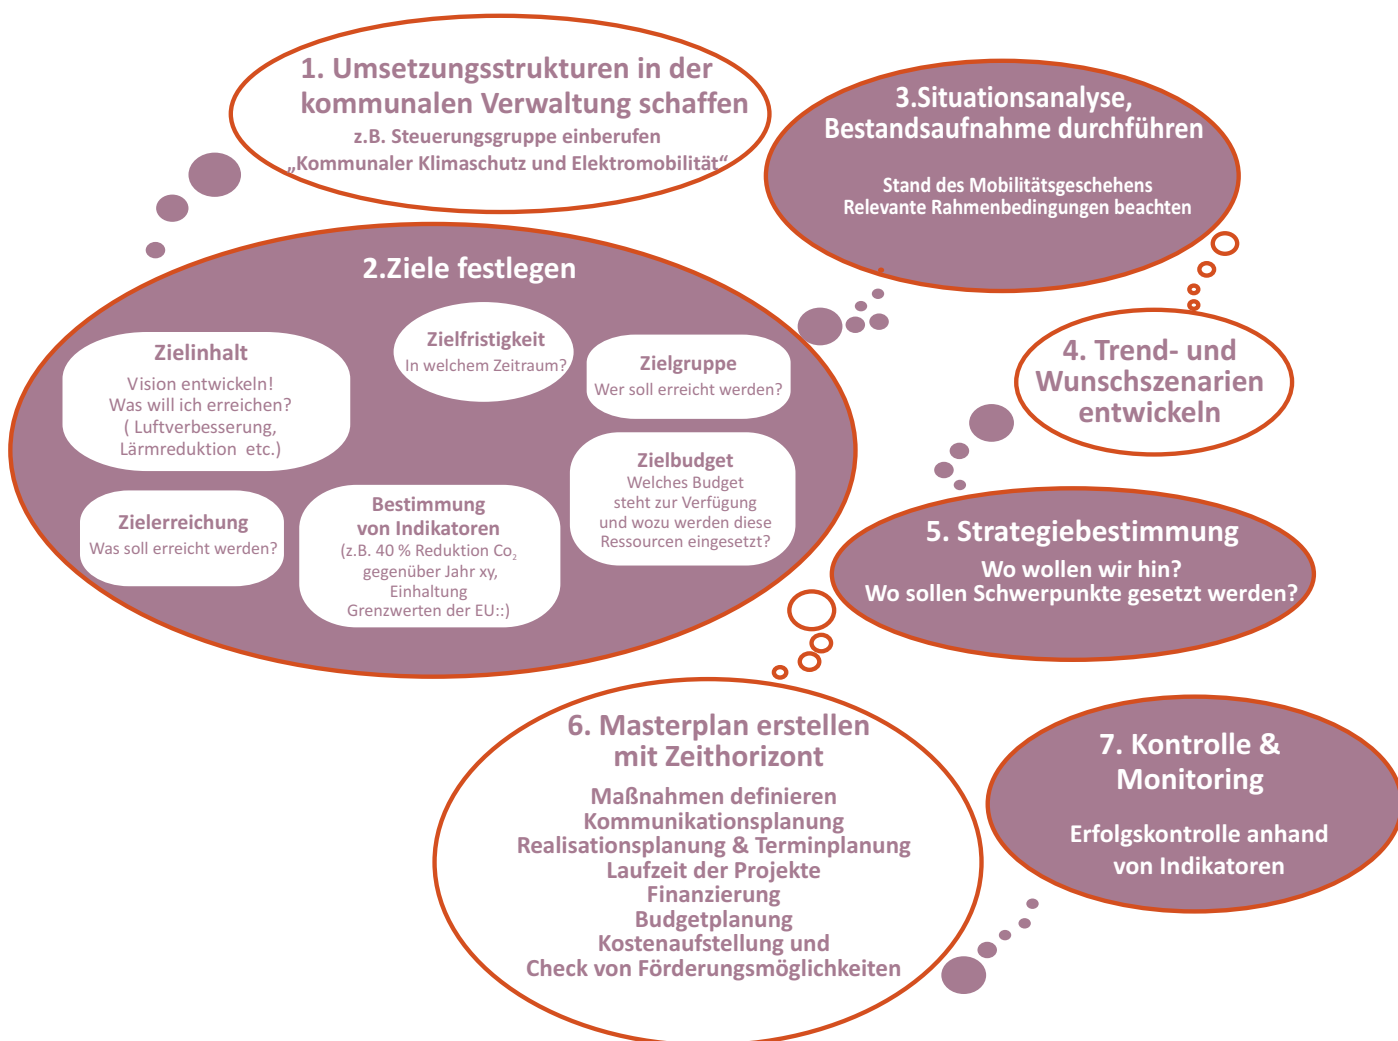 1. Umsetzungsstrukturen in der
kommunalen Verwaltung schaffen
z.B. Steuerungsgruppe einberufen
„Kommunaler Klimaschutz und Elektromobilität“
2.Ziele festlegen
Zielinhalt
Vision entwickeln!
Was will ich erreichen?
( Luftverbesserung,
Lärmreduktion etc.)
Zielfristigkeit
In welchem Zeitraum?
Zielgruppe
Wer soll erreicht werden?
Zielerreichung
Was soll erreicht werden?
Bestimmung
von Indikatoren
(z.B. 40 % Reduktion Co₂
gegenüber Jahr xy,
Einhaltung
Grenzwerten der EU::)
Zielbudget
Welches Budget
steht zur Verfügung
und wozu werden diese
Ressourcen eingesetzt?
3.Situationsanalyse,
Bestandsaufnahme durchführen
Stand des Mobilitätsgeschehens
Relevante Rahmenbedingungen beachten
4. Trend- und
Wunschszenarien
entwickeln
5. Strategiebestimmung
Wo wollen wir hin?
Wo sollen Schwerpunkte gesetzt werden?
6. Masterplan erstellen
mit Zeithorizont
Maßnahmen definieren
Kommunikationsplanung
Realisationsplanung & Terminplanung
Laufzeit der Projekte
Finanzierung
Budgetplanung
Kostenaufstellung und
Check von Förderungsmöglichkeiten
7. Kontrolle &
Monitoring
Erfolgskontrolle anhand
von Indikatoren